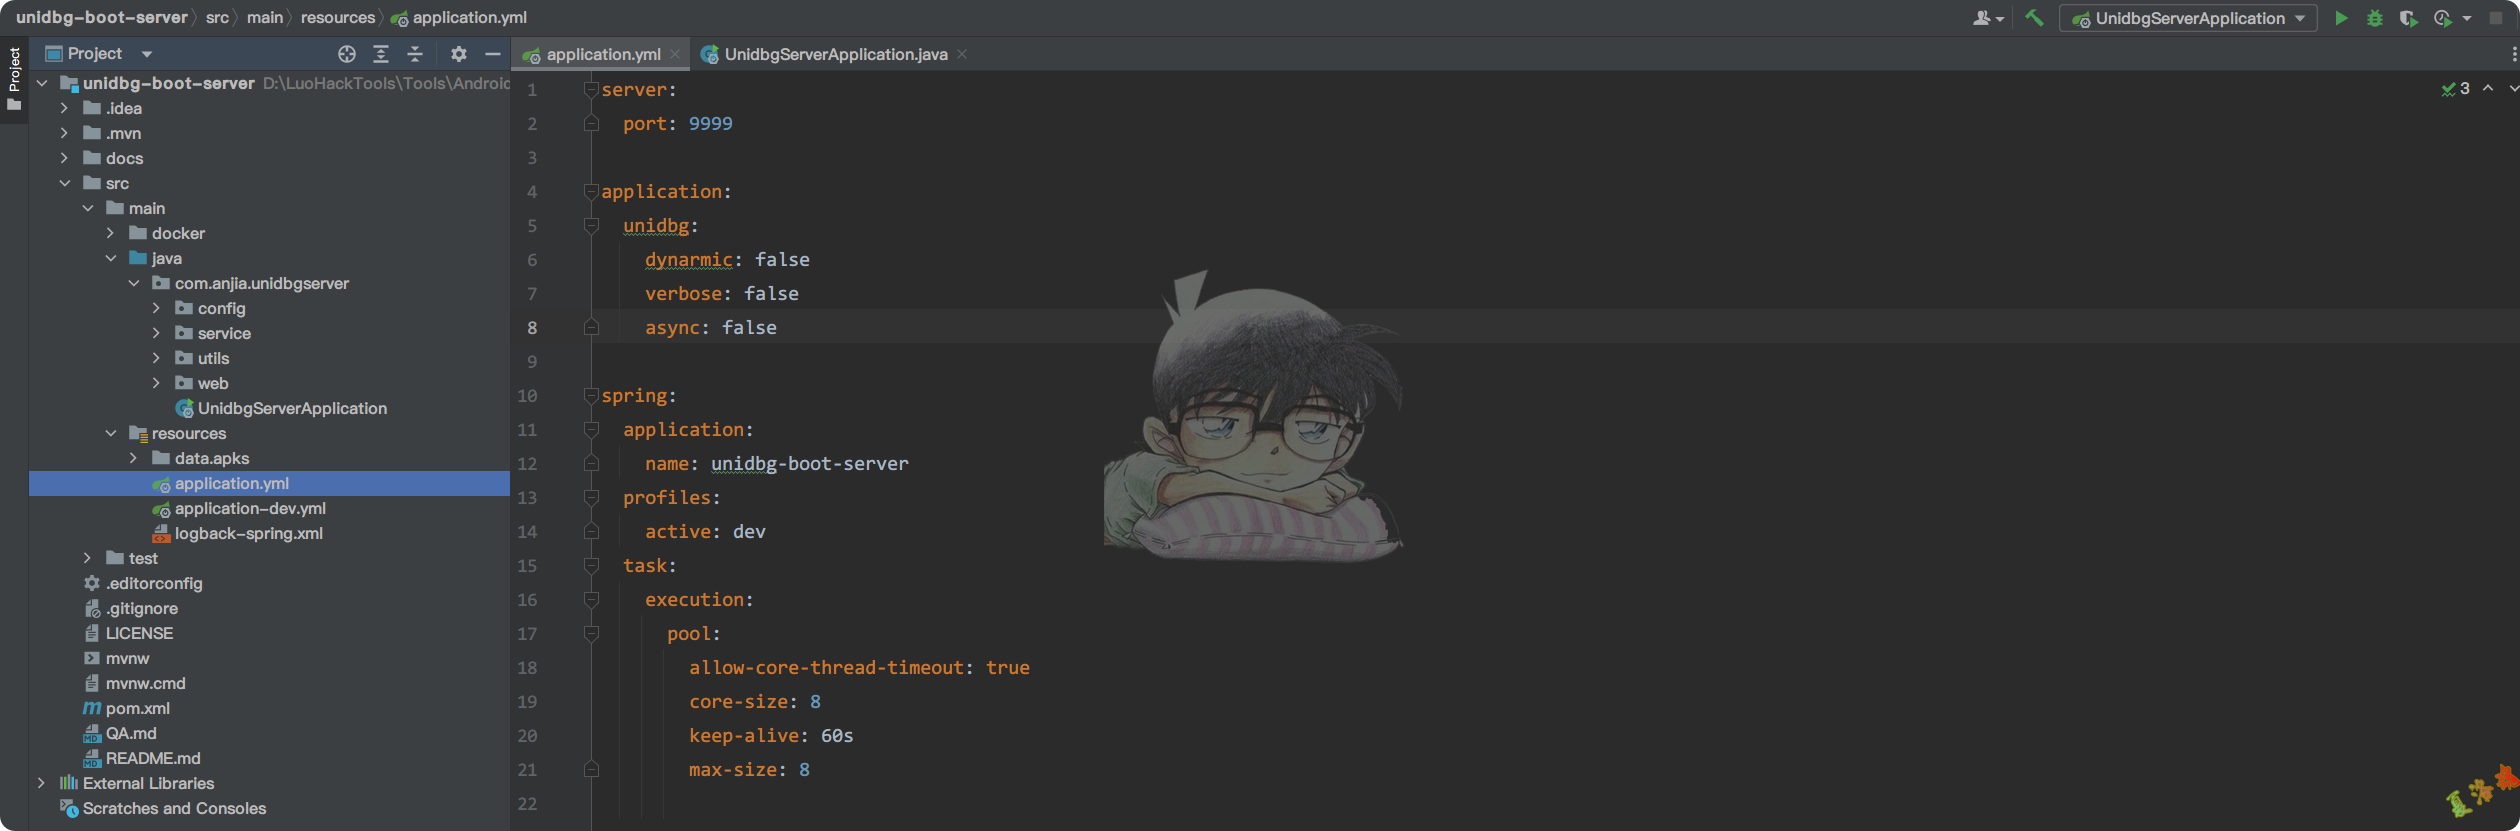 unidbg-boot-server src main resources application.yml
UnidbgServerApplication
Project
Project
unidbg-boot-server D:\LuoHackTools\Tools\Android
.idea
.mvn
docs
src
main
docker
java
com.anjia.unidbgserver
config
service
utils
web
UnidbgServerApplication
resources
data.apks
application.yml
application-dev.yml
logback-spring.xml
test
.editorconfig
.gitignore
LICENSE
mvnw
mvnw.cmd
pom.xml
QA.md
README.md
External Libraries
Scratches and Consoles
application.yml UnidbgServerApplication.java
3
1 server:
2 port: 9999
3
4 application:
5 unidbg:
6 dynarmic: false
7 verbose: false
8 async: false
9
10 spring:
11 application:
12 name: unidbg-boot-server
13 profiles:
14 active: dev
15 task:
16 execution:
17 pool:
18 allow-core-thread-timeout: true
19 core-size: 8
20 keep-alive: 60s
21 max-size: 8
22